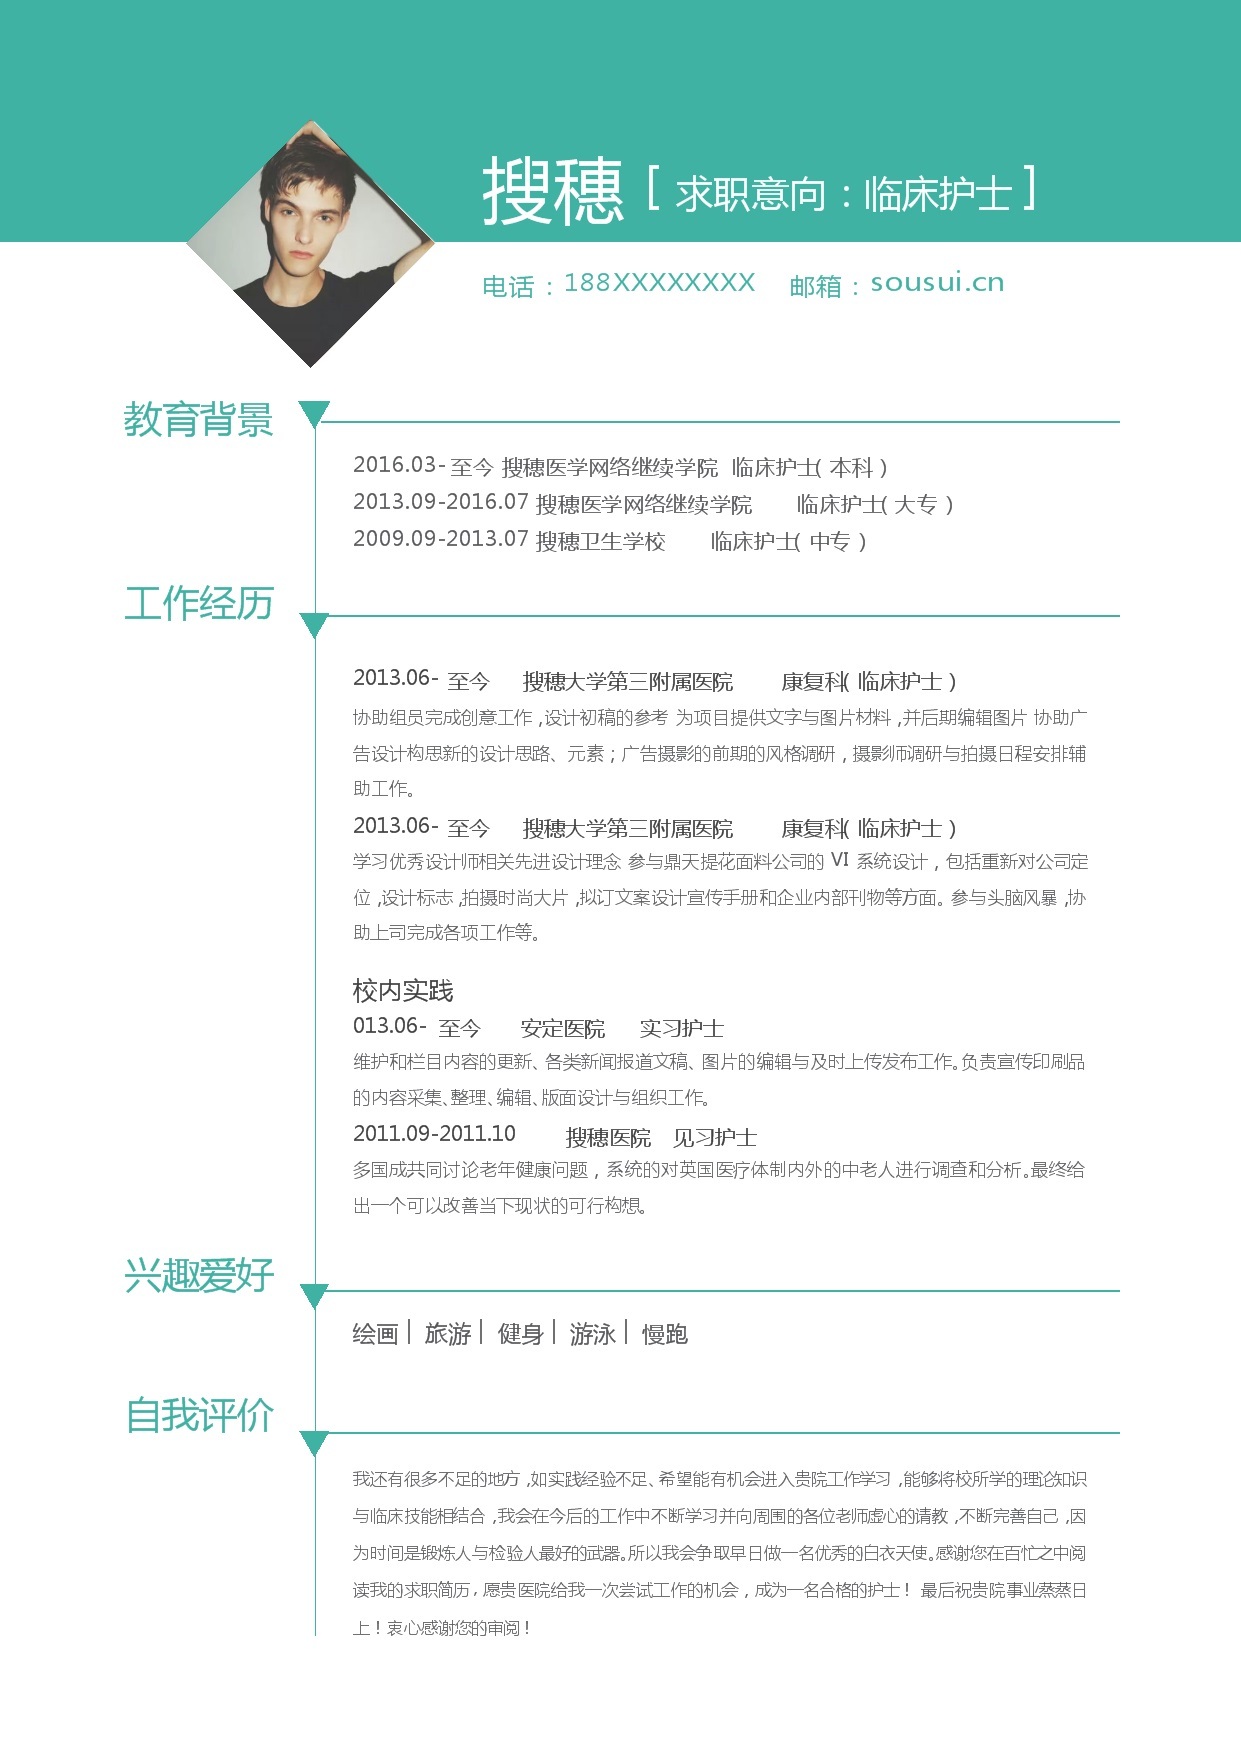 搜穗 [ 求职意向：临床护士 ]
电话：188XXXXXXXX 邮箱：sousui.cn
教育背景
2016.03-至今 搜穗医学网络继续学院 临床护士(本科)
2013.09-2016.07 搜穗医学网络继续学院 临床护士(大专)
2009.09-2013.07 搜穗卫生学校 临床护士(中专)
工作经历
2013.06-至今 搜穗大学第三附属医院 康复科(临床护士)
协助组员完成创意工作,设计初稿的参考 为项目提供文字与图片材料,并后期编辑图片 协助广
告设计构思新的设计思路、元素；广告摄影的前期的风格调研，摄影师调研与拍摄日程安排辅
助工作。
2013.06-至今 搜穗大学第三附属医院 康复科(临床护士)
学习优秀设计师相关先进设计理念 参与鼎天提花面料公司的 VI 系统设计，包括重新对公司定
位,设计标志,拍摄时尚大片,拟订文案设计宣传手册和企业内部刊物等方面。参与头脑风暴,协
助上司完成各项工作等。
校内实践
013.06-至今 安定医院 实习护士
维护和栏目内容的更新、各类新闻报道文稿、图片的编辑与及时上传发布工作。负责宣传印刷品
的内容采集、整理、编辑、版面设计与组织工作。
2011.09-2011.10 搜穗医院 见习护士
多国成共同讨论老年健康问题，系统的对英国医疗体制内外的中老人进行调查和分析。最终给
出一个可以改善当下现状的可行构想。
兴趣爱好
绘画| 旅游| 健身| 游泳| 慢跑
自我评价
我还有很多不足的地方,如实践经验不足、希望能有机会进入贵院工作学习,能够将校所学的理论知识
与临床技能相结合,我会在今后的工作中不断学习并向周围的各位老师虚心的请教,不断完善自己,因
为时间是锻炼人与检验人最好的武器。所以我会争取早日做一名优秀的白衣天使。感谢您在百忙之中阅
读我的求职简历，愿贵医院给我一次尝试工作的机会，成为一名合格的护士！最后祝贵院事业蒸蒸日
上！衷心感谢您的审阅！